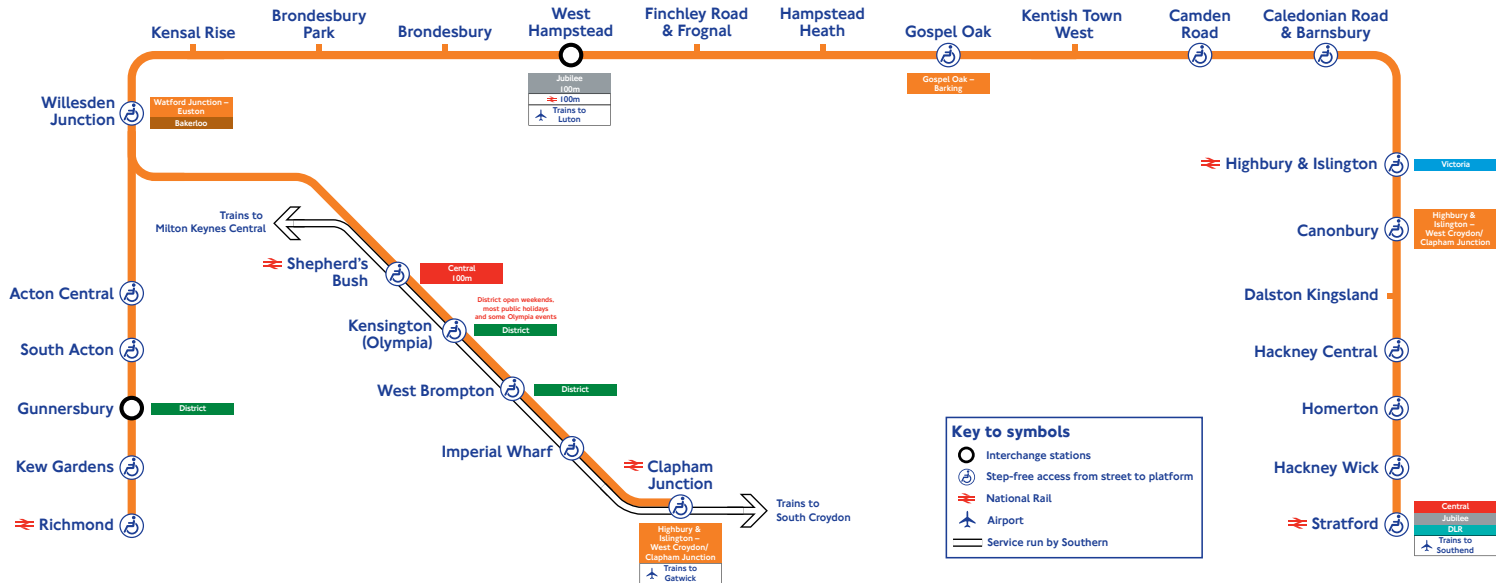 Kensal Rise
Brondesbury
Park
Brondesbury
West
Hampstead
Jubilee
100m
100m
Trains to
Luton
Finchley Road
& Frognal
Hampstead
Heath
Gospel Oak
Gospel Oak –
Barking
Kentish Town
West
Camden
Road
Caledonian Road
& Barnsbury
Willesden
Junction
Watford Junction –
Euston
Bakerloo
Highbury & Islington
Victoria
Canonbury
Highbury &
Islington –
West Croydon/
Clapham Junction
Dalston Kingsland
Hackney Central
Homerton
Hackney Wick
Stratford
Central
Jubilee
DLR
Trains to
Southend
Trains to
Milton Keynes Central
Shepherd's
Bush
Central
100m
Kensington
(Olympia)
District open weekends,
most public holidays
and some Olympia events
District
West Brompton
District
Imperial Wharf
Clapham
Junction
Highbury &
Islington –
West Croydon/
Clapham Junction
Trains to
Gatwick
Trains to
South Croydon
Acton Central
South Acton
Gunnersbury
District
Kew Gardens
Richmond
Key to symbols
Interchange stations
Step-free access from street to platform
National Rail
Airport
Service run by Southern